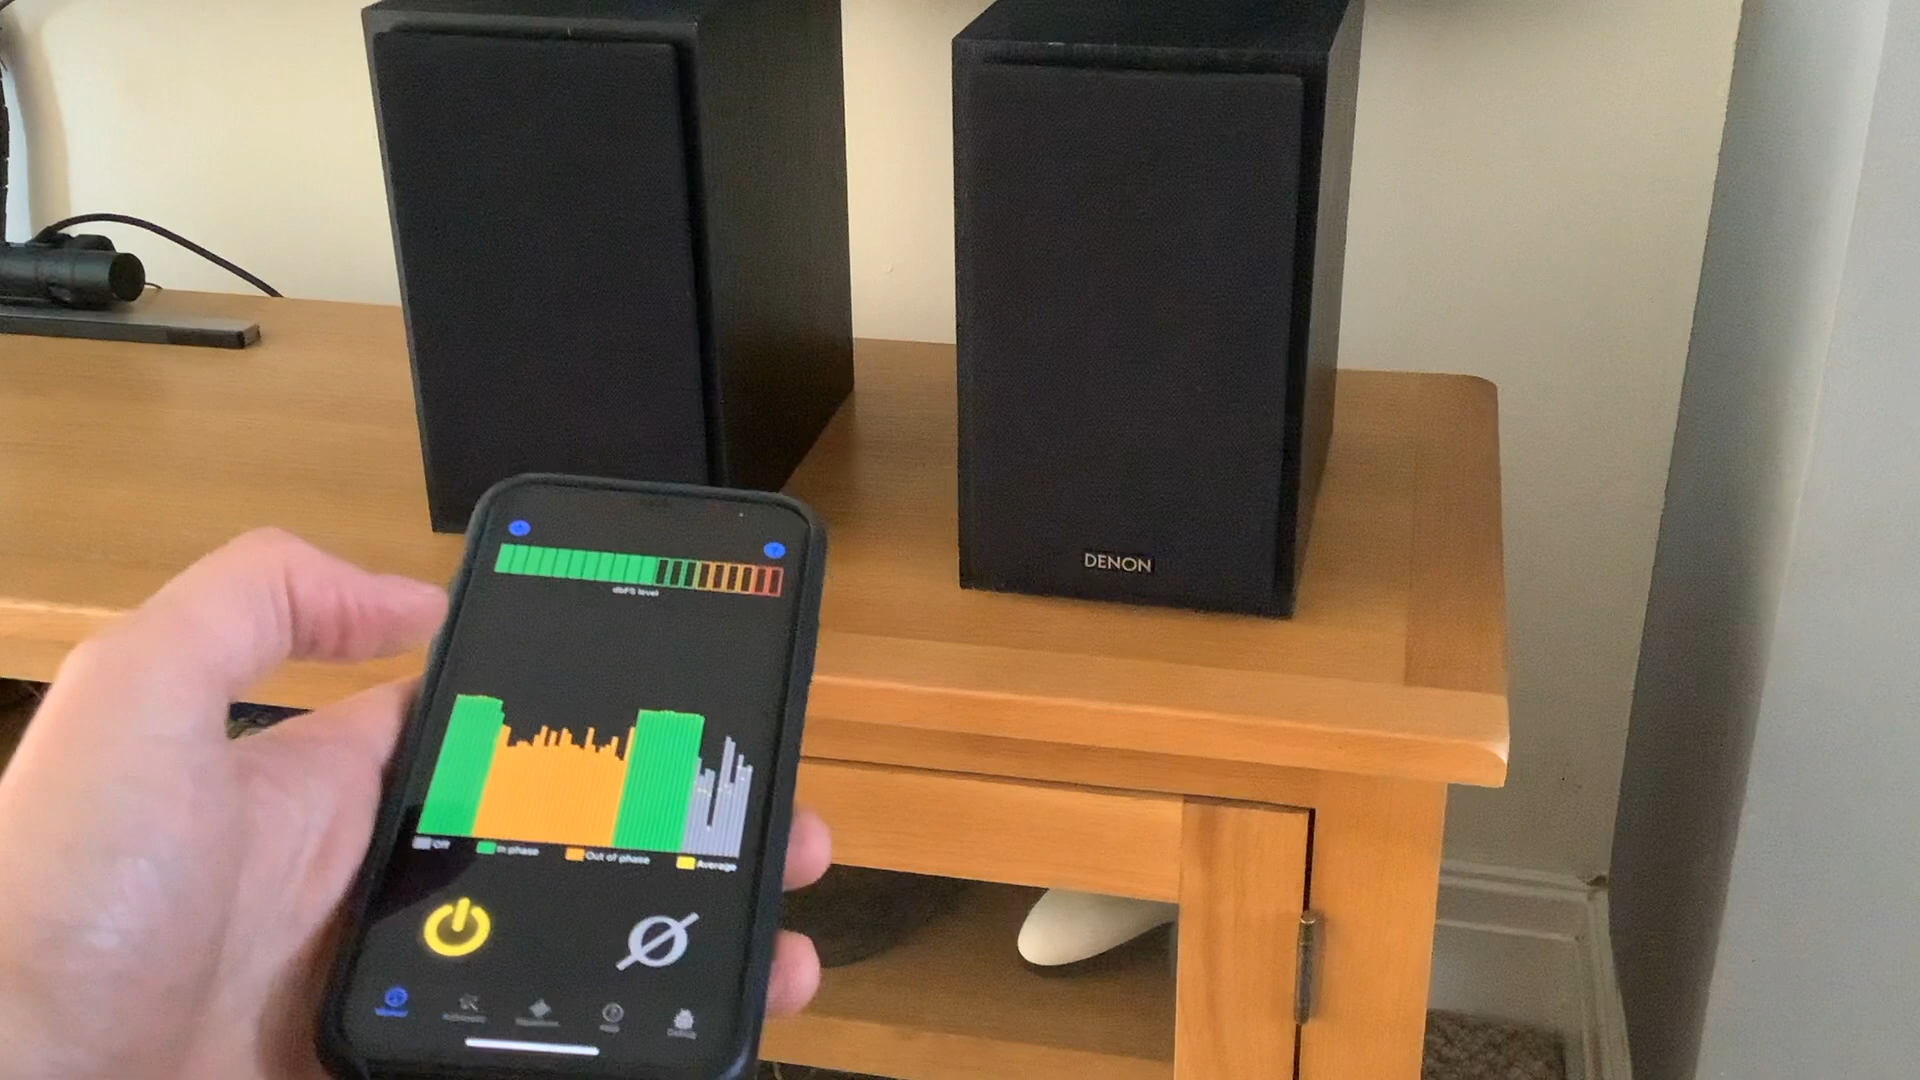 DENON
dbFS level
Off
In phase
Out of phase
Average